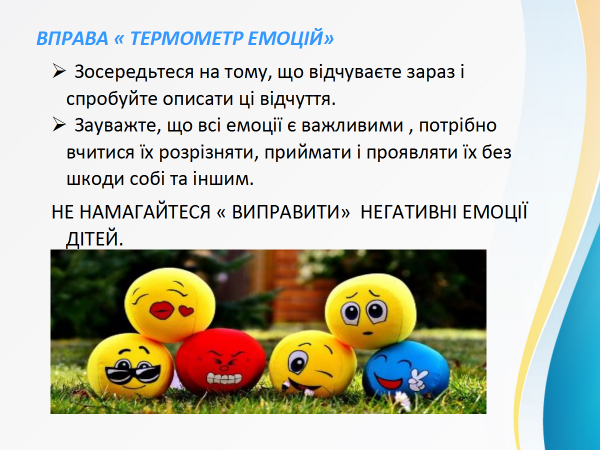 ВПРАВА « ТЕРМОМЕТР ЕМОЦІЙ»
➢ Зосередьтеся на тому, що відчуваєте зараз і
спробуйте описати ці відчуття.
➢ Зауважте, що всі емоції є важливими , потрібно
вчитися їх розрізняти, приймати і проявляти їх без
шкоди собі та іншим.
НЕ НАМАГАЙТЕСЯ « ВИПРАВИТИ» НЕГАТИВНІ ЕМОЦІЇ
ДІТЕЙ.